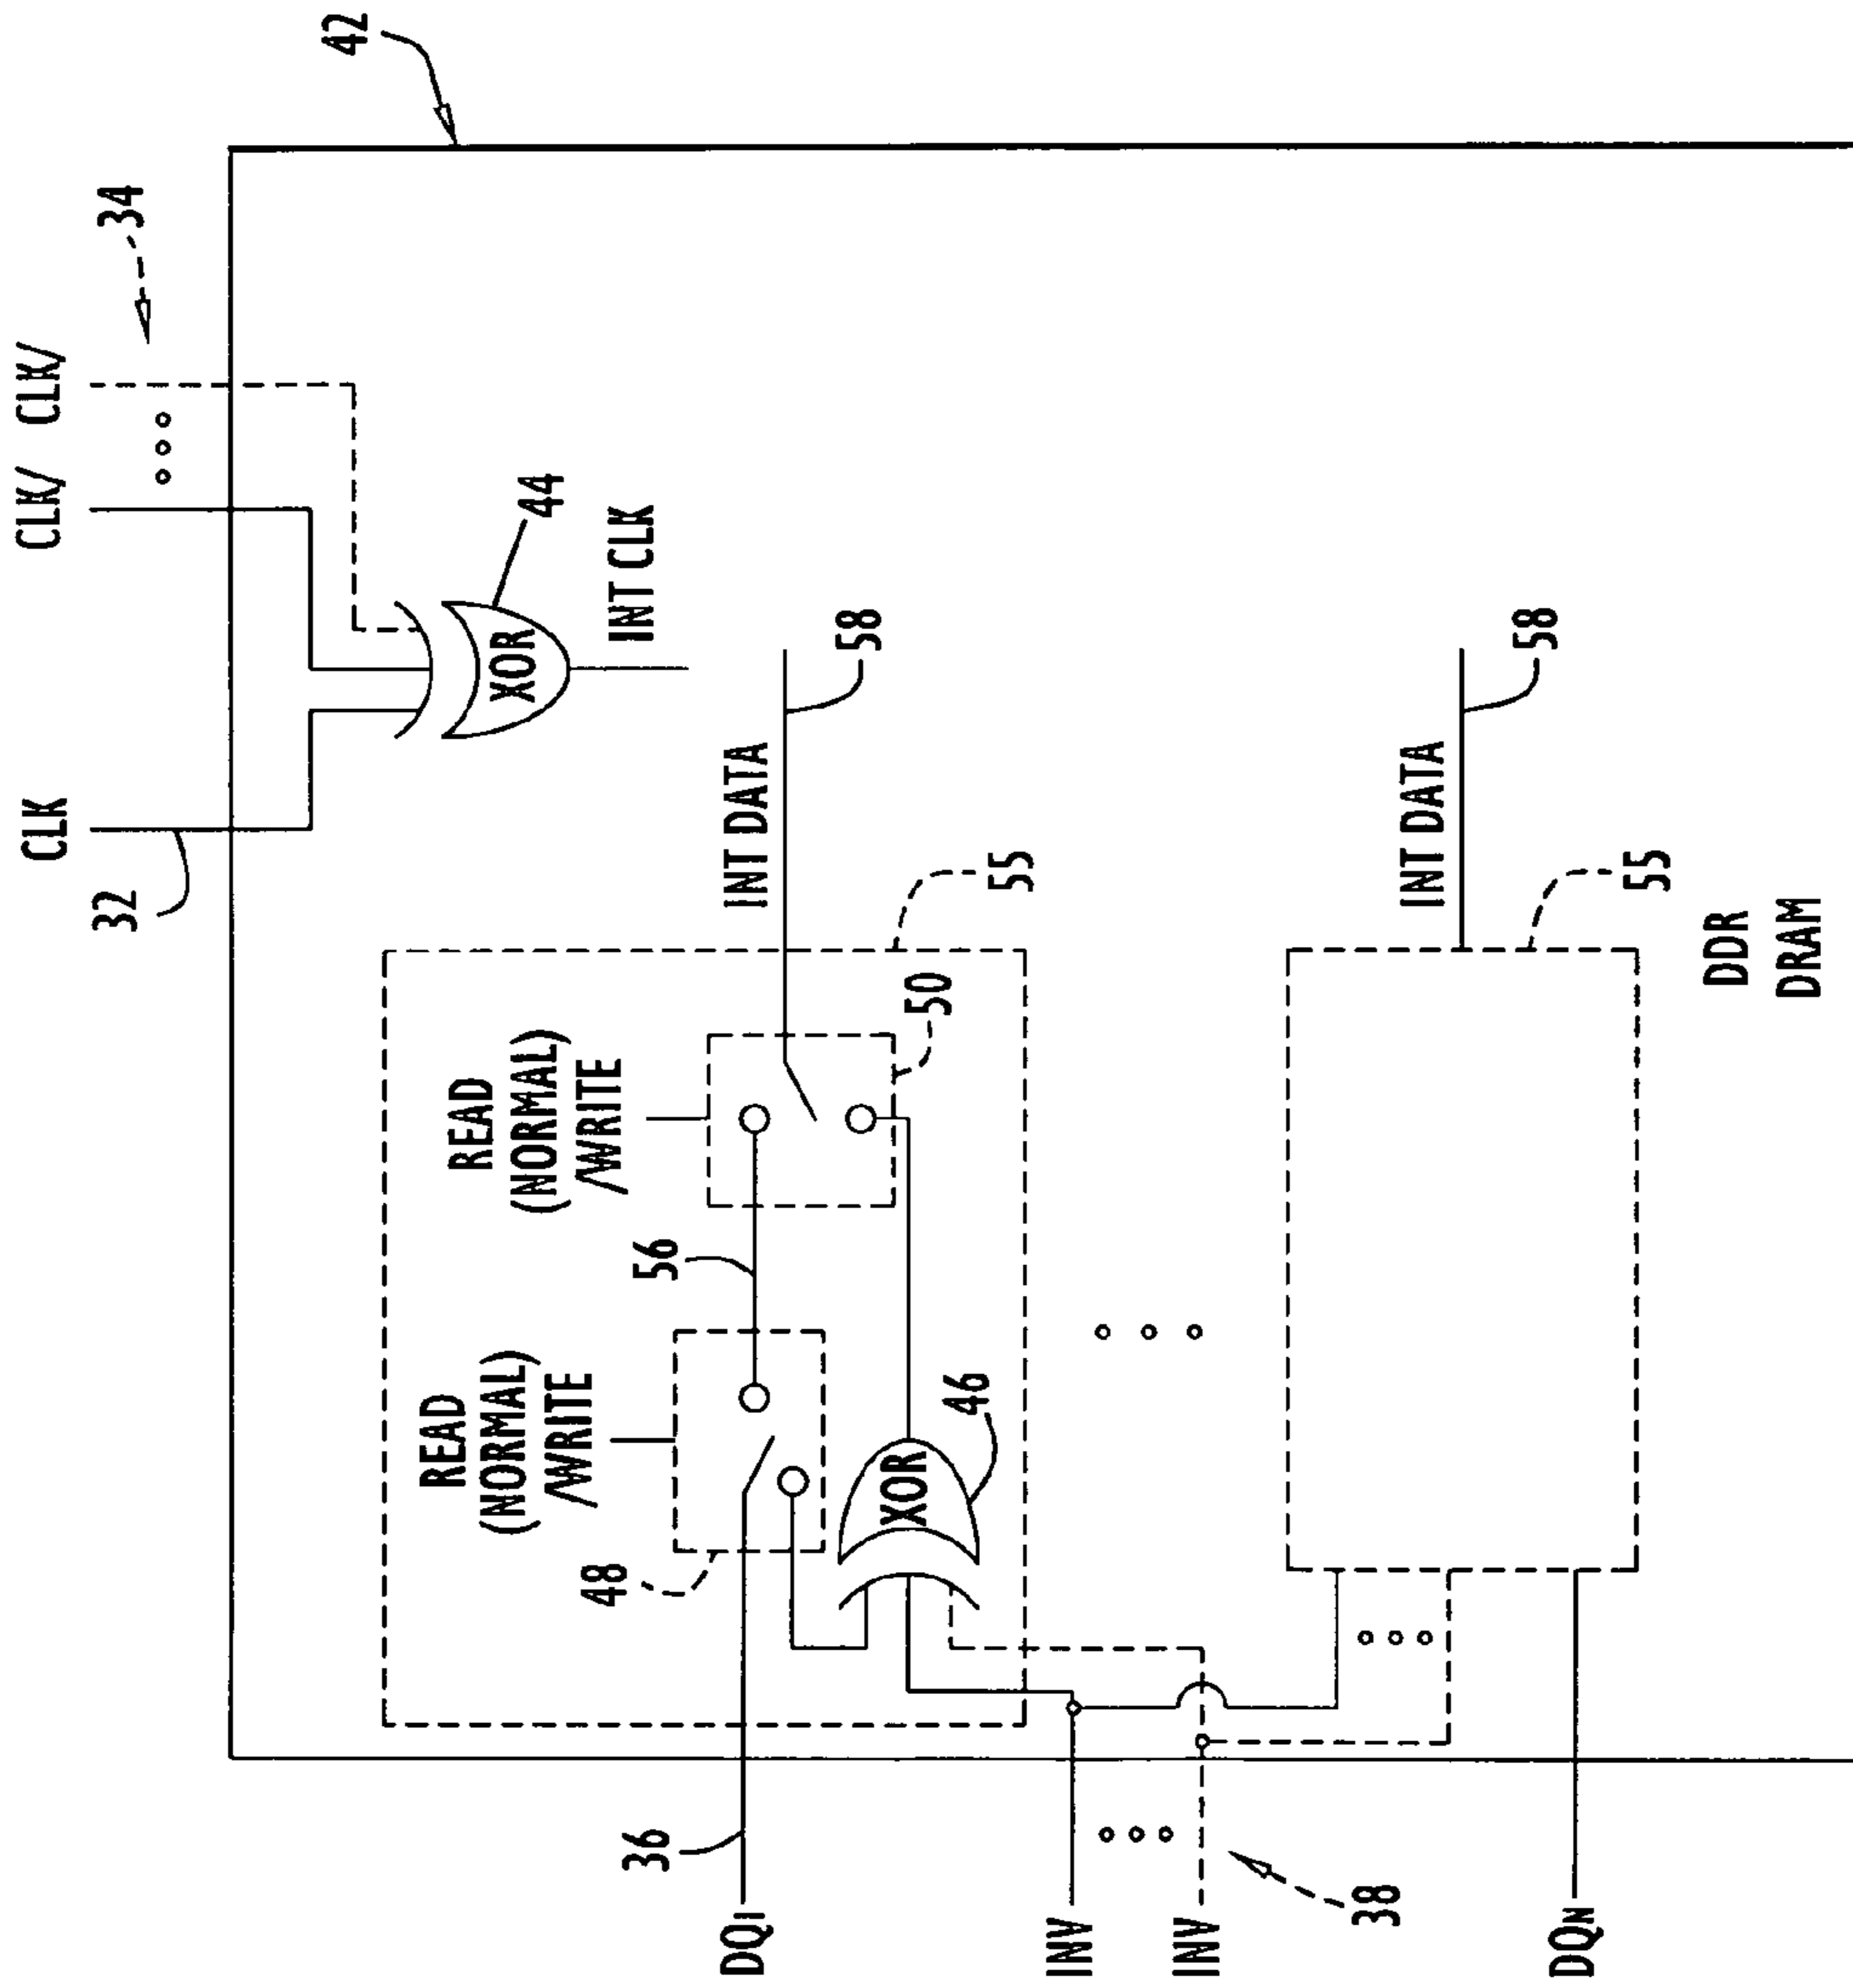 CLK
CLK/ CLK/
32
34
42
XOR
44
INT CLK
READ
(NORMAL)
/WRITE
READ
(NORMAL)
/WRITE
INT DATA
58
48
56
50
55
XOR
46
36
DQ1
INV
INV
38
DQN
INT DATA
58
55
DDR
DRAM